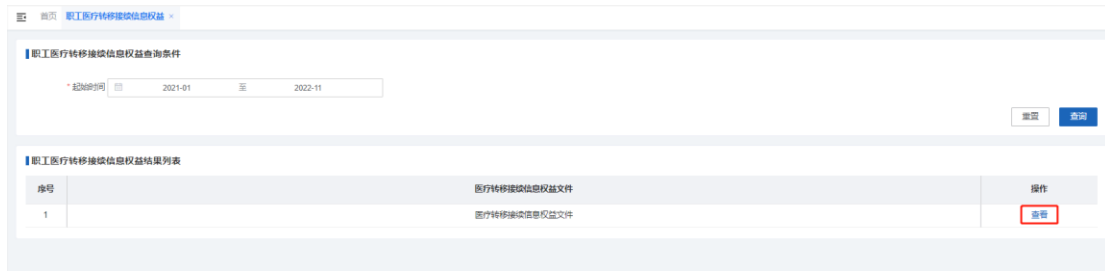 首页 职工医疗转移接续信息权益 ×
职工医疗转移接续信息权益查询条件
* 起始时间 2021-01 至 2022-11
重置 查询
职工医疗转移接续信息权益结果列表
序号 医疗转移接续信息权益文件 操作
1 医疗转移接续信息权益文件 查看